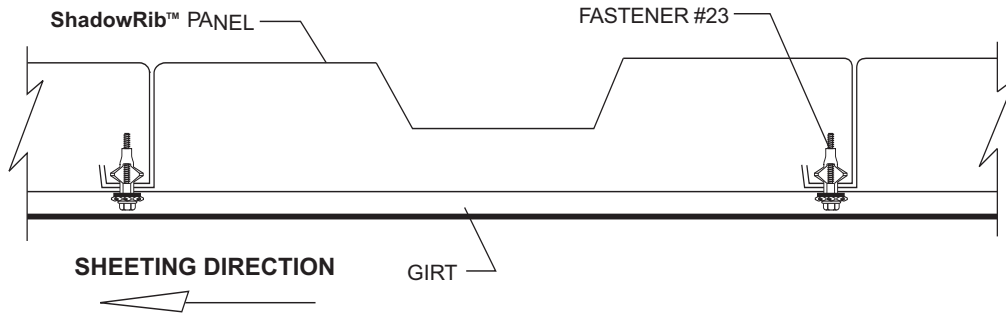 ShadowRib™ PANEL
FASTENER #23
SHEETING DIRECTION
GIRT